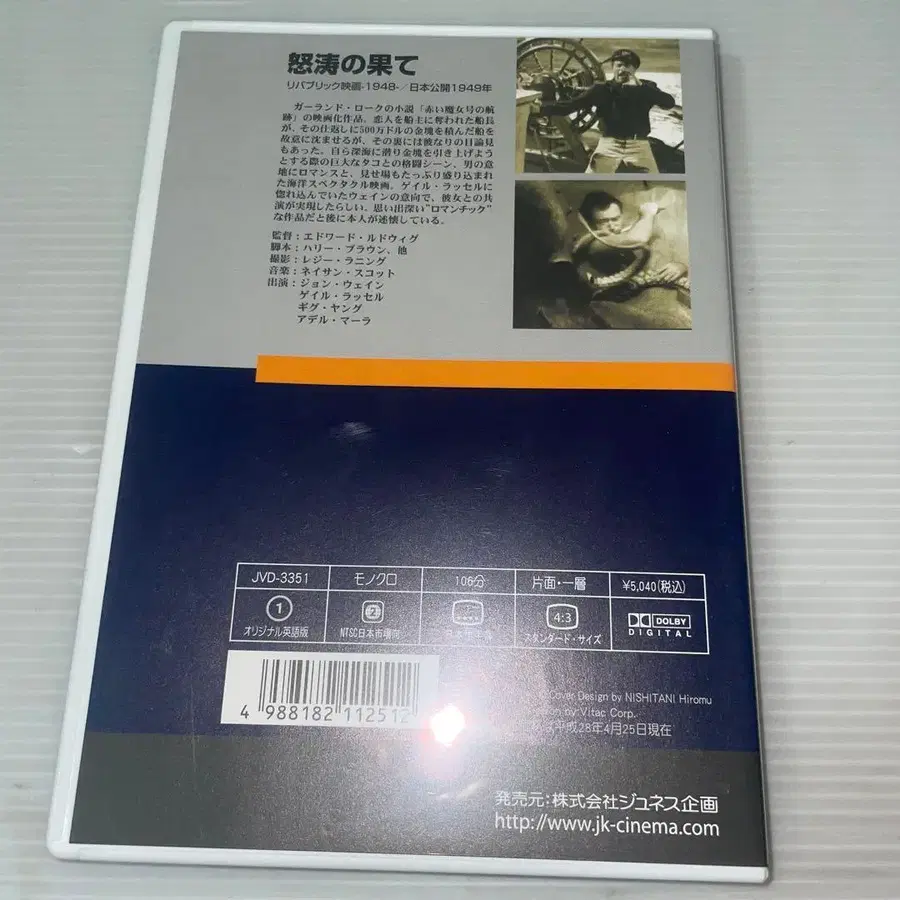 怒涛の果て
リパブリック映画-1948-／日本公開1949年
ガーランド・ロークの小説「赤い魔女号の航
跡」の映画化作品。恋人を船主に奪われた船長
が、その仕返しに500万ドルの金塊を積んだ船を
故意に沈ませるが、その裏には彼なりの目論見
もあった。自ら深海に潜り金塊を引き上げよう
とする際の巨大なタコとの格闘シーン、男の意
地にロマンスと、見せ場もたっぷり盛り込まれ
た海洋スペクタクル映画。ゲイル・ラッセルに
惚れ込んでいたウェインの意向で、彼女との共
演が実現したらしい。思い出深い"ロマンチック"
な作品だと後に本人が述懐している。
監督：エドワード・ルドウィグ
脚本：ハリー・ブラウン、他
撮影：レジー・ラニング
音楽：ネイサン・スコット
出演：ジョン・ウェイン
ゲイル・ラッセル
ギグ・ヤング
アデル・マーラ
JVD-3351 モノクロ 106分 片面・一層 ¥5,040(税込)
1 2 4:3 DOLBY
オリジナル英語版 NTSC日本市場向 スタンダード・サイズ DIGITAL
4 988182 112512
Cover Design by NISHITANI Hiromu
by Vitac Corp.
平成28年4月25日現在
発売元：株式会社ジュネス企画
http://www.jk-cinema.com